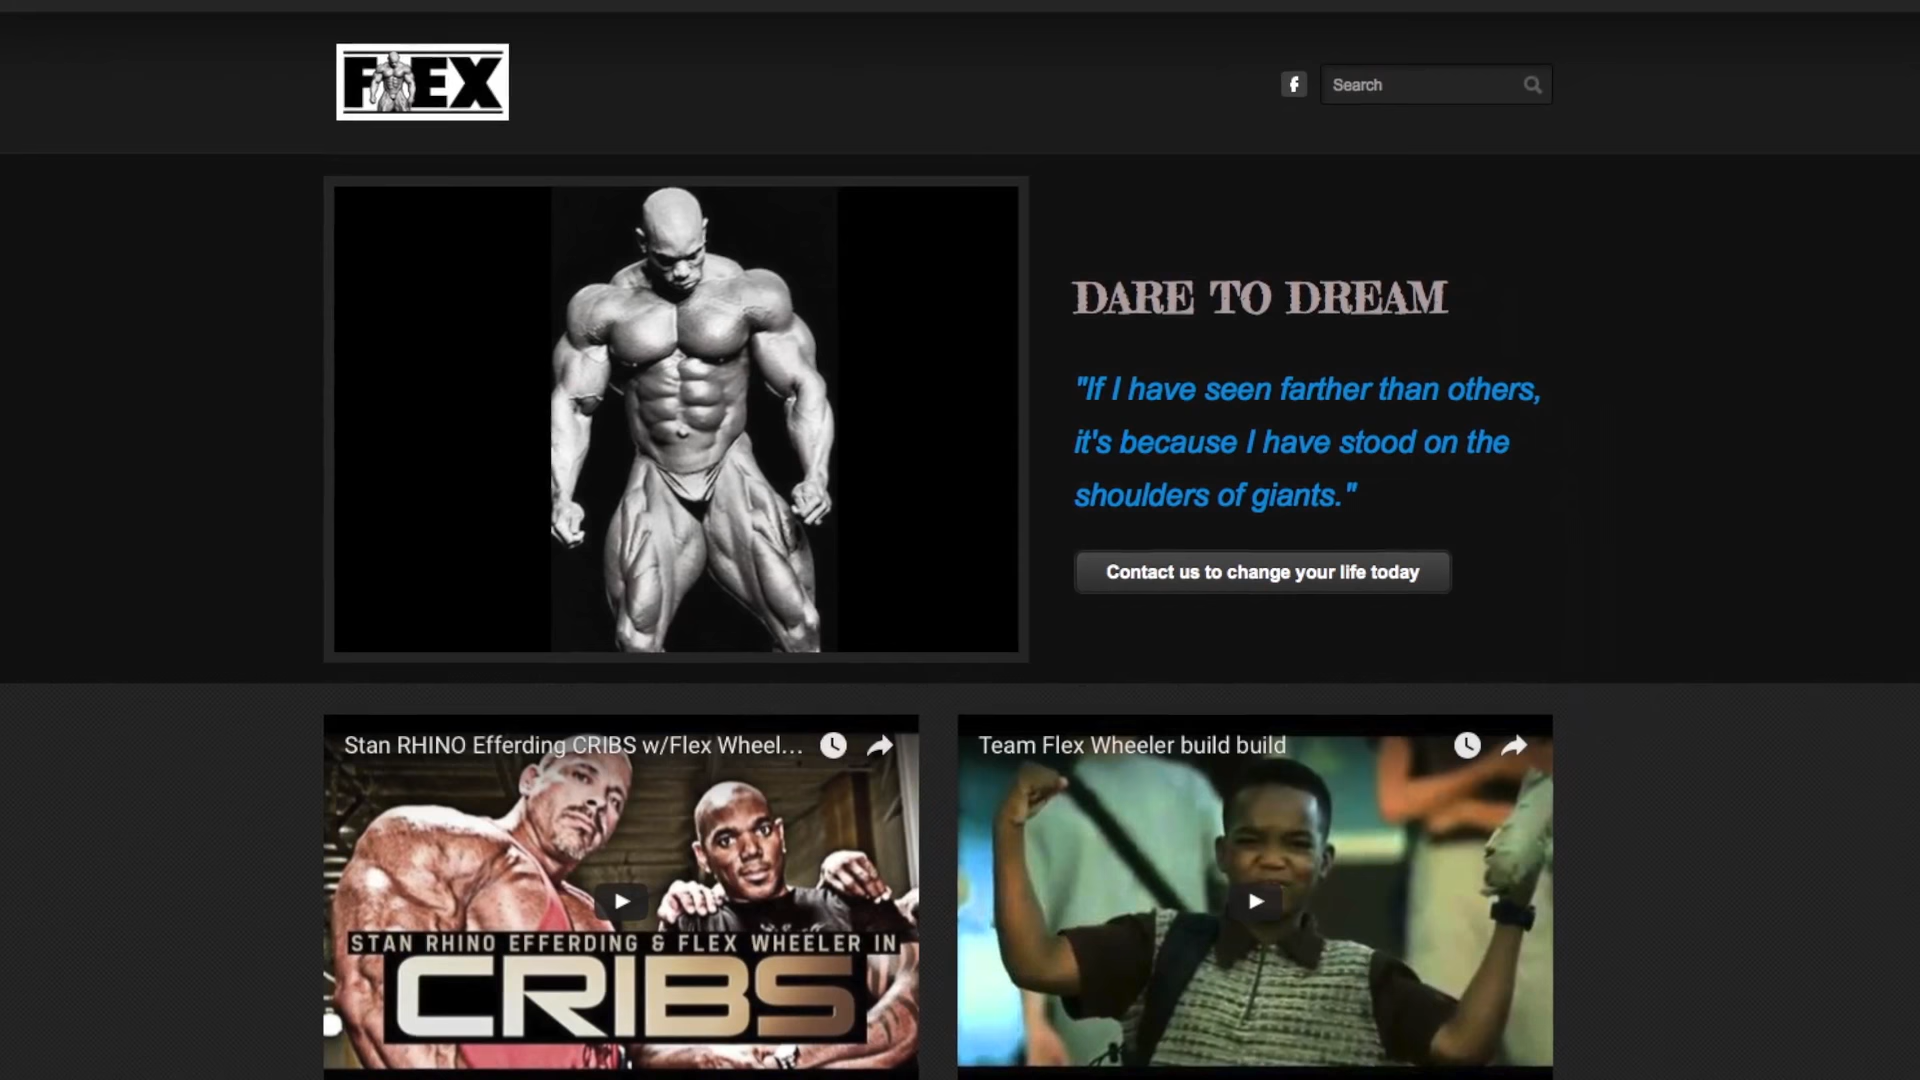 FLEX
Search
DARE TO DREAM
"If I have seen farther than others,
it's because I have stood on the
shoulders of giants."
Contact us to change your life today
Stan RHINO Efferding CRIBS w/Flex Wheel...
STAN RHINO EFFERDING & FLEX WHEELER IN
CRIBS
Team Flex Wheeler build build